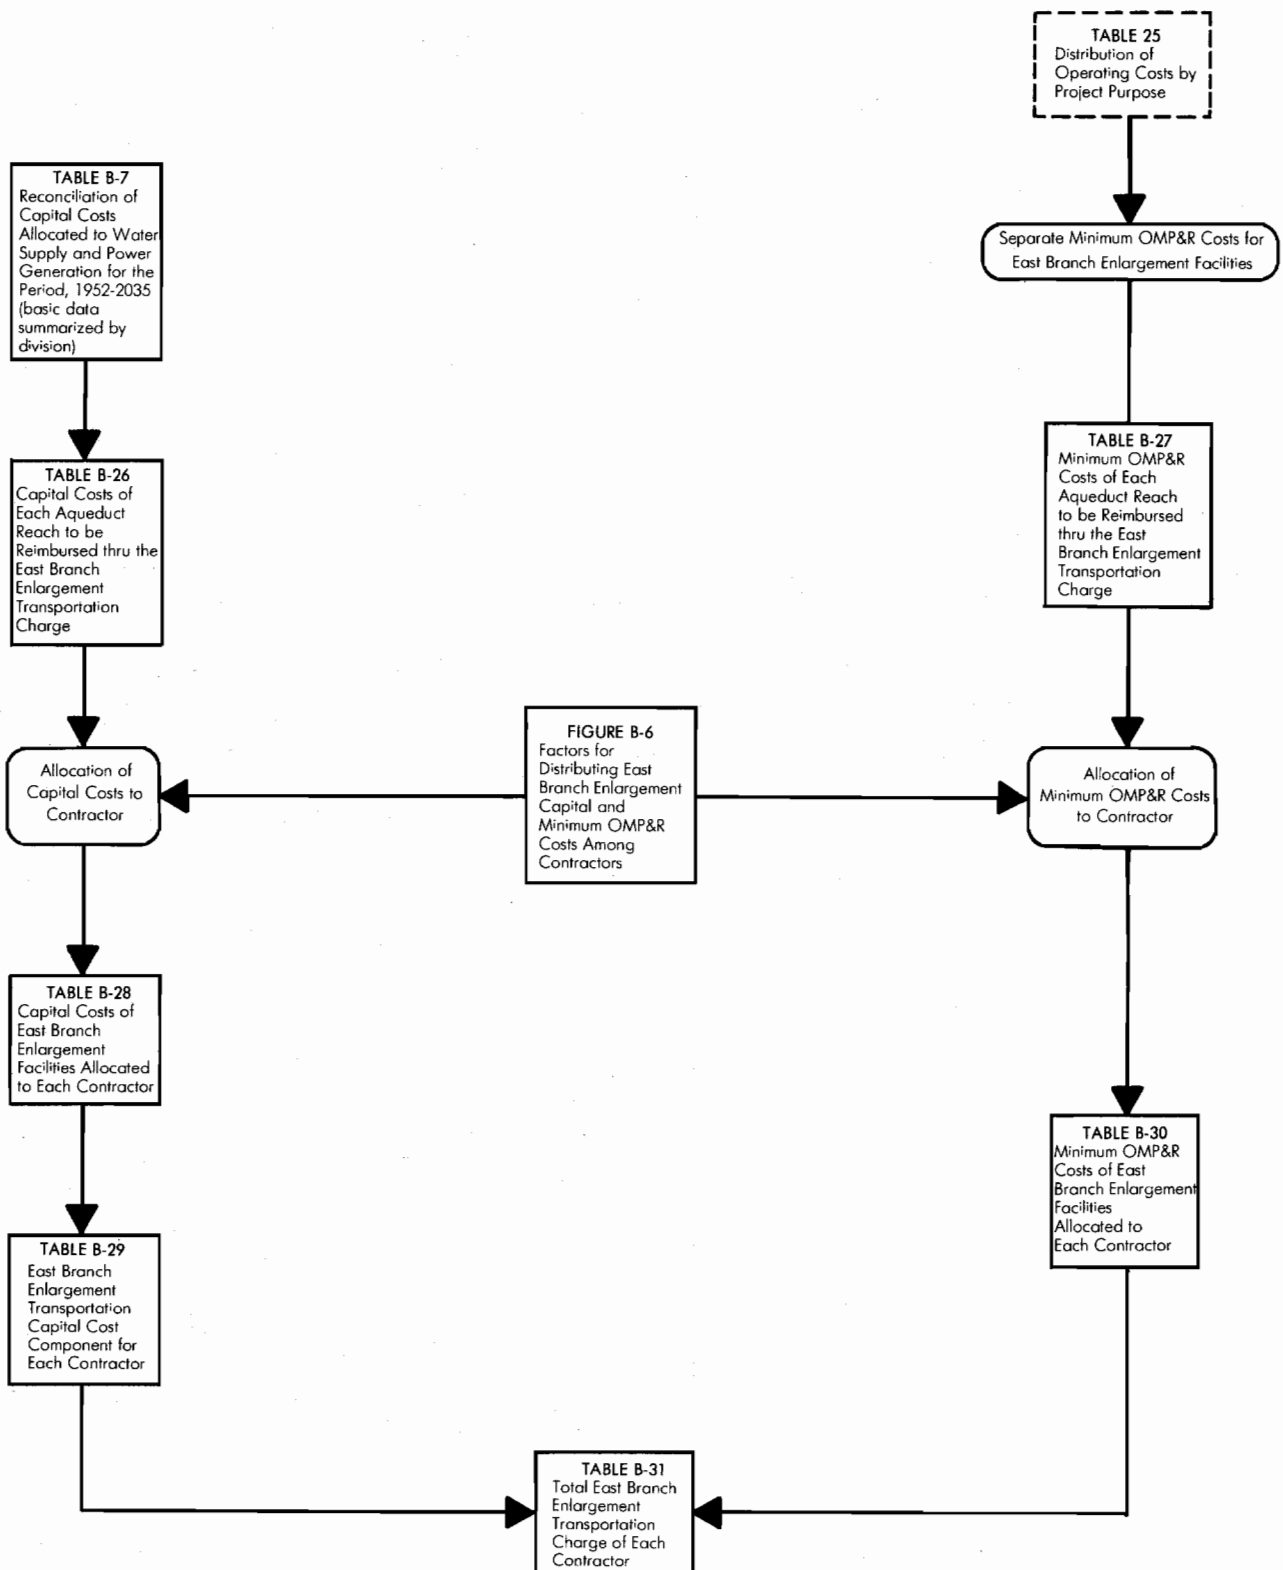 TABLE 25
Distribution of
Operating Costs by
Project Purpose
TABLE B-7
Reconciliation of
Capital Costs
Allocated to Water
Supply and Power
Generation for the
Period, 1952-2035
(basic data
summarized by
division)
Separate Minimum OMP&R Costs for
East Branch Enlargement Facilities
TABLE B-26
Capital Costs of
Each Aqueduct
Reach to be
Reimbursed thru the
East Branch
Enlargement
Transportation
Charge
TABLE B-27
Minimum OMP&R
Costs of Each
Aqueduct Reach
to be Reimbursed
thru the East
Branch Enlargement
Transportation
Charge
Allocation of
Capital Costs to
Contractor
FIGURE B-6
Factors for
Distributing East
Branch Enlargement
Capital and
Minimum OMP&R
Costs Among
Contractors
Allocation of
Minimum OMP&R Costs
to Contractor
TABLE B-28
Capital Costs of
East Branch
Enlargement
Facilities Allocated
to Each Contractor
TABLE B-30
Minimum OMP&R
Costs of East
Branch Enlargement
Facilities
Allocated to
Each Contractor
TABLE B-29
East Branch
Enlargement
Transportation
Capital Cost
Component for
Each Contractor
TABLE B-31
Total East Branch
Enlargement
Transportation
Charge of Each
Contractor